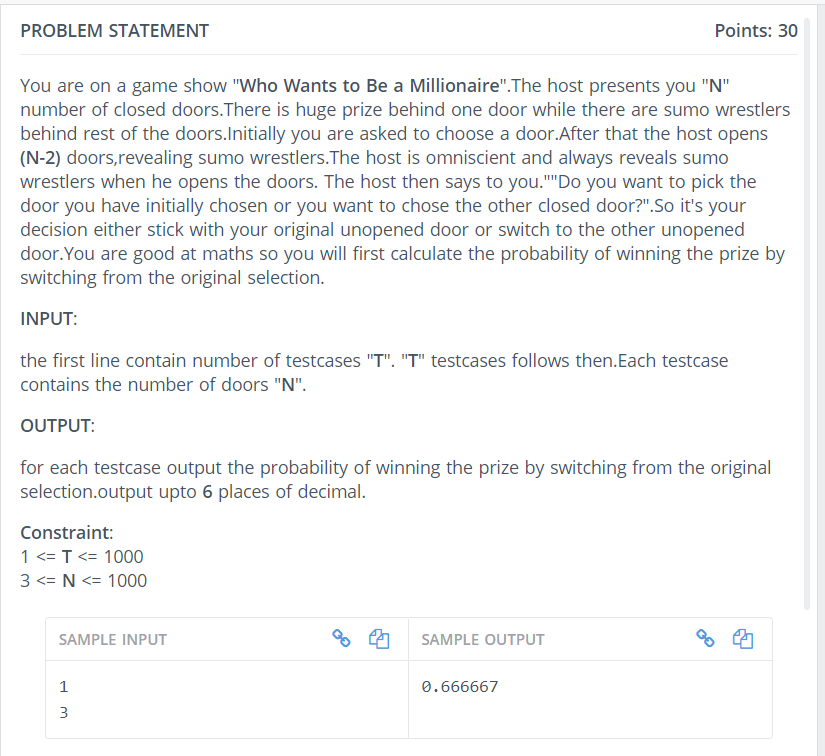 PROBLEM STATEMENT Points: 30
You are on a game show "Who Wants to Be a Millionaire".The host presents you "N"
number of closed doors.There is huge prize behind one door while there are sumo wrestlers
behind rest of the doors.Initially you are asked to choose a door.After that the host opens
(N-2) doors,revealing sumo wrestlers.The host is omniscient and always reveals sumo
wrestlers when he opens the doors. The host then says to you.""Do you want to pick the
door you have initially chosen or you want to chose the other closed door?".So it's your
decision either stick with your original unopened door or switch to the other unopened
door.You are good at maths so you will first calculate the probability of winning the prize by
switching from the original selection.
INPUT:
the first line contain number of testcases "T". "T" testcases follows then.Each testcase
contains the number of doors "N".
OUTPUT:
for each testcase output the probability of winning the prize by switching from the original
selection.output upto 6 places of decimal.
Constraint:
1 <= T <= 1000
3 <= N <= 1000
SAMPLE INPUT
1
3
SAMPLE OUTPUT
0.666667